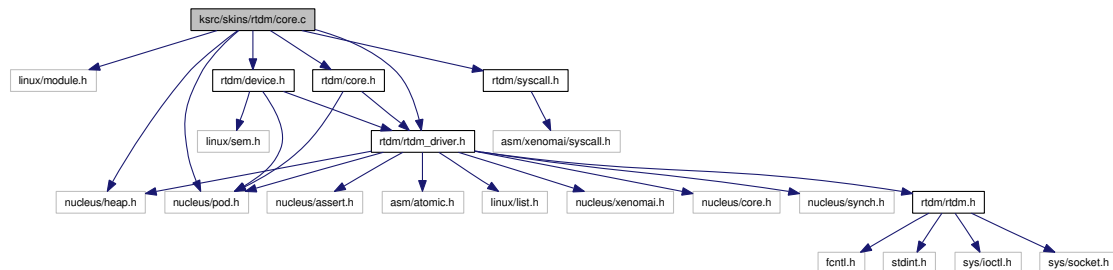 ksrc/skins/rtdm/core.c
linux/module.h
rtdm/device.h
rtdm/core.h
rtdm/syscall.h
linux/sem.h
rtdm/rtdm_driver.h
asm/xenomai/syscall.h
nucleus/heap.h
nucleus/pod.h
nucleus/assert.h
asm/atomic.h
linux/list.h
nucleus/xenomai.h
nucleus/core.h
nucleus/synch.h
rtdm/rtdm.h
fcntl.h
stdint.h
sys/ioctl.h
sys/socket.h